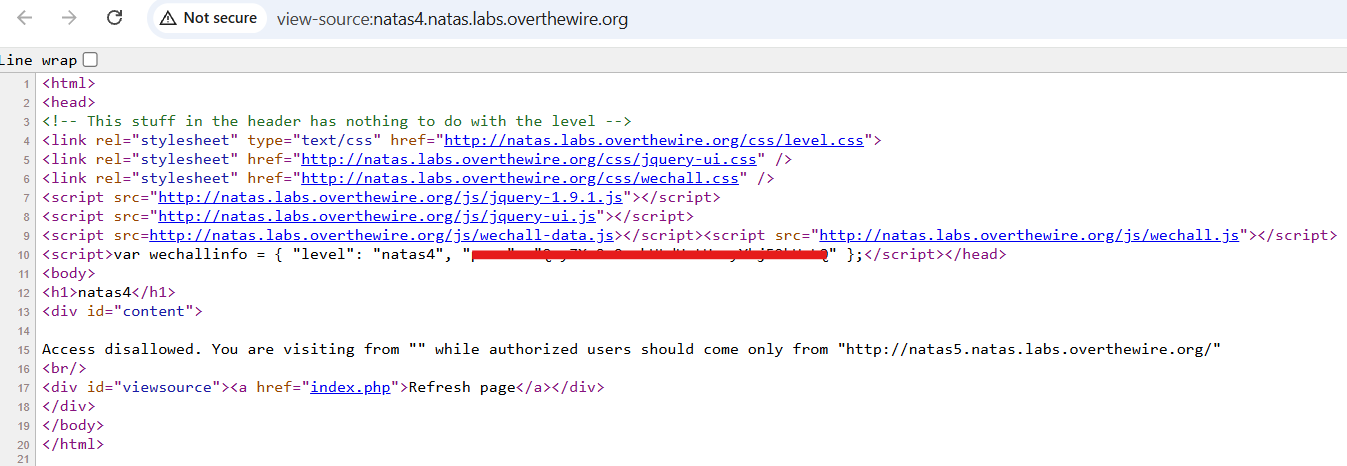 Not secure view-source:natas4.natas.labs.overthewire.org
Line wrap
1 <html>
2 <head>
3 <!-- This stuff in the header has nothing to do with the level -->
4 <link rel="stylesheet" type="text/css" href="http://natas.labs.overthewire.org/css/level.css">
5 <link rel="stylesheet" href="http://natas.labs.overthewire.org/css/jquery-ui.css" />
6 <link rel="stylesheet" href="http://natas.labs.overthewire.org/css/wechall.css" />
7 <script src="http://natas.labs.overthewire.org/js/jquery-1.9.1.js"></script>
8 <script src="http://natas.labs.overthewire.org/js/jquery-ui.js"></script>
9 <script src=http://natas.labs.overthewire.org/js/wechall-data.js></script><script src="http://natas.labs.overthewire.org/js/wechall.js"></script>
10 <script>var wechallinfo = { "level": "natas4", " " };</script></head>
11 <body>
12 <h1>natas4</h1>
13 <div id="content">
14
15 Access disallowed. You are visiting from "" while authorized users should come only from "http://natas5.natas.labs.overthewire.org/"
16 <br/>
17 <div id="viewsource"><a href="index.php">Refresh page</a></div>
18 </div>
19 </body>
20 </html>
21